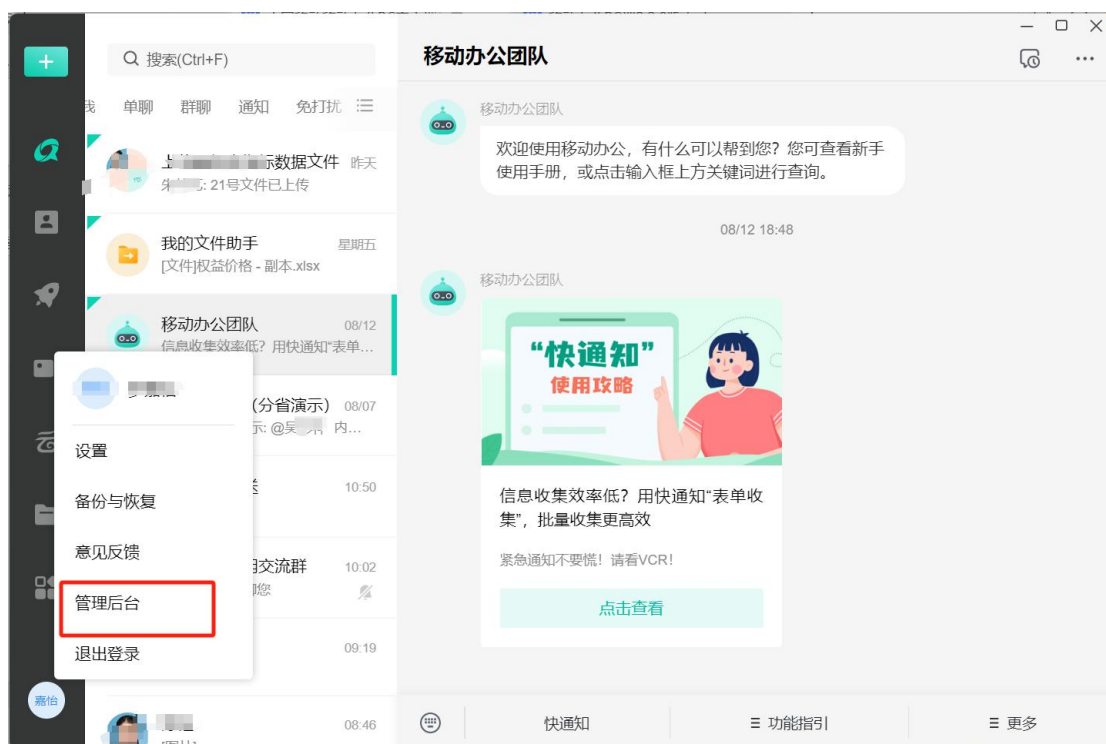 搜索(Ctrl+F)
单聊 群聊 通知 免打扰
数据文件 昨天
21号文件已上传
我的文件助手 星期五
[文件]权益价格 - 副本.xlsx
移动办公团队 08/12
信息收集效率低？用快通知“表单...
(分省演示) 08/07
示: @吴 内...
10:50
交流群 10:02
09:19
08:46
设置
备份与恢复
意见反馈
管理后台
退出登录
嘉怡
移动办公团队
移动办公团队
欢迎使用移动办公，有什么可以帮到您？您可查看新手
使用手册，或点击输入框上方关键词进行查询。
08/12 18:48
移动办公团队
“快通知”
使用攻略
信息收集效率低？用快通知“表单收
集”，批量收集更高效
紧急通知不要慌！请看VCR！
点击查看
快通知 功能指引 更多